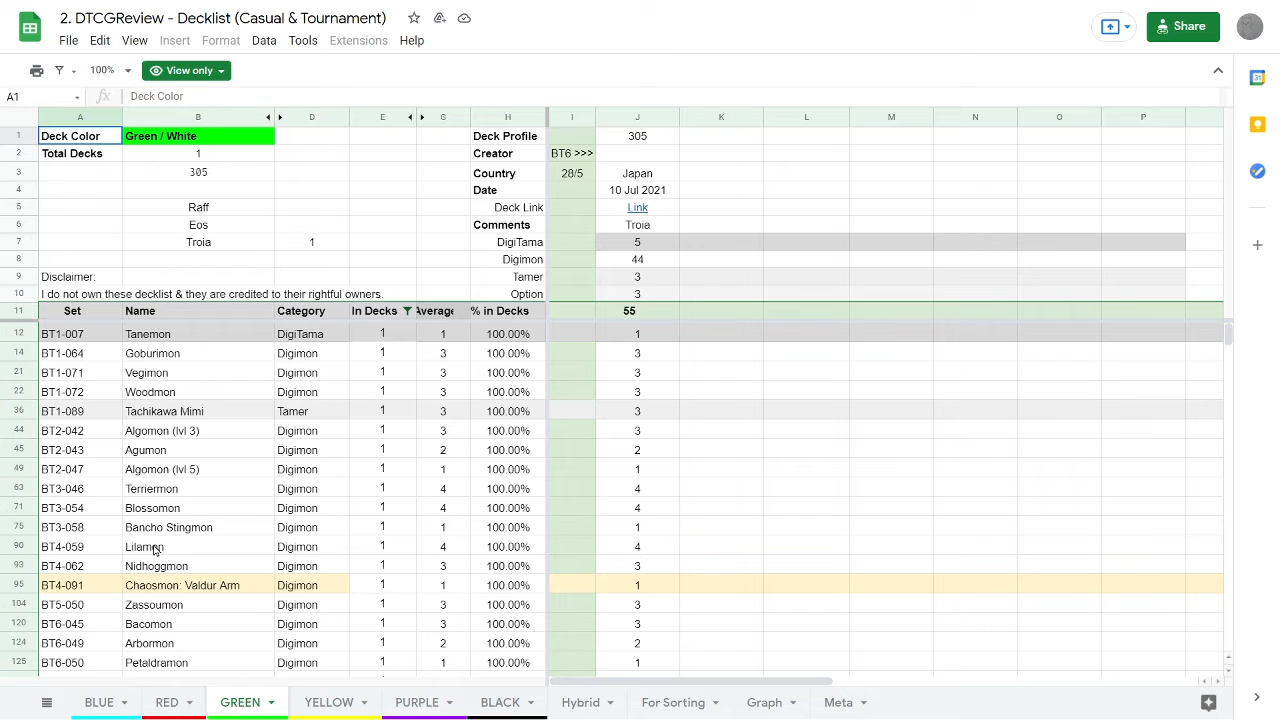 2. DTCGReview - Decklist (Casual & Tournament)
File Edit View Insert Format Data Tools Extensions Help
Share
100% View only
A1 fx Deck Color
A B D E G H I J K L M N O P
1 Deck Color Green / White Deck Profile 305
2 Total Decks 1 Creator BT6 >>>
3 305 Country 28/5 Japan
4 Date 10 Jul 2021
5 Raff Deck Link Link
6 Eos Comments Troia
7 Troia 1 DigiTama 5
8 Digimon 44
9 Disclaimer: Tamer 3
10 I do not own these decklist & they are credited to their rightful owners. Option 3
11 Set Name Category In Decks Average % in Decks 55
12 BT1-007 Tanemon DigiTama 1 1 100.00% 1
14 BT1-064 Goburimon Digimon 1 3 100.00% 3
21 BT1-071 Vegimon Digimon 1 3 100.00% 3
22 BT1-072 Woodmon Digimon 1 3 100.00% 3
36 BT1-089 Tachikawa Mimi Tamer 1 3 100.00% 3
44 BT2-042 Algomon (lvl 3) Digimon 1 3 100.00% 3
45 BT2-043 Agumon Digimon 1 2 100.00% 2
49 BT2-047 Algomon (lvl 5) Digimon 1 1 100.00% 1
63 BT3-046 Terriermon Digimon 1 4 100.00% 4
71 BT3-054 Blossomon Digimon 1 4 100.00% 4
75 BT3-058 Bancho Stingmon Digimon 1 1 100.00% 1
90 BT4-059 Lilamon Digimon 1 4 100.00% 4
93 BT4-062 Nidhoggmon Digimon 1 3 100.00% 3
95 BT4-091 Chaosmon: Valdur Arm Digimon 1 1 100.00% 1
104 BT5-050 Zassoumon Digimon 1 3 100.00% 3
120 BT6-045 Bacomon Digimon 1 3 100.00% 3
124 BT6-049 Arbormon Digimon 1 2 100.00% 2
125 BT6-050 Petaldramon Digimon 1 1 100.00% 1
BLUE RED GREEN YELLOW PURPLE BLACK Hybrid For Sorting Graph Meta